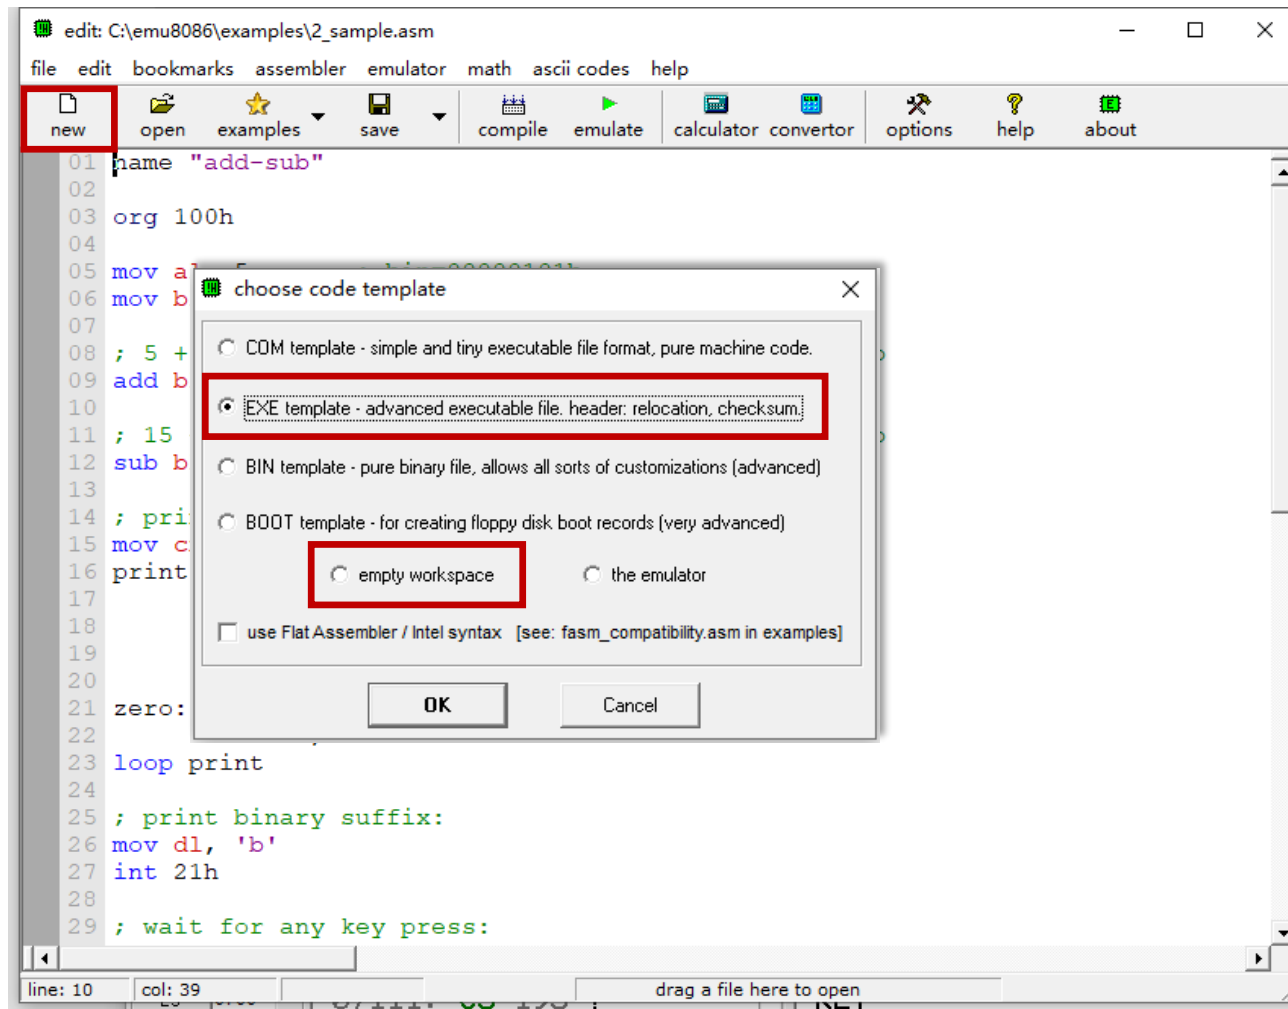 edit: C:\emu8086\examples\2_sample.asm
file edit bookmarks assembler emulator math ascii codes help
new open examples save compile emulate calculator convertor options help about
01 name "add-sub"
02
03 org 100h
04
05 mov al, 5 ; bin=00000101b
06 mov b
07
08 ; 5 +
09 add b
10
11 ; 15
12 sub b
13
14 ; pri
15 mov c
16 print
17
18
19
20
21 zero:
22
23 loop print
24
25 ; print binary suffix:
26 mov dl, 'b'
27 int 21h
28
29 ; wait for any key press:
choose code template
COM template - simple and tiny executable file format, pure machine code.
EXE template - advanced executable file. header: relocation, checksum.
BIN template - pure binary file, allows all sorts of customizations (advanced)
BOOT template - for creating floppy disk boot records (very advanced)
empty workspace the emulator
use Flat Assembler / Intel syntax [see: fasm_compatibility.asm in examples]
OK Cancel
line: 10 col: 39 drag a file here to open